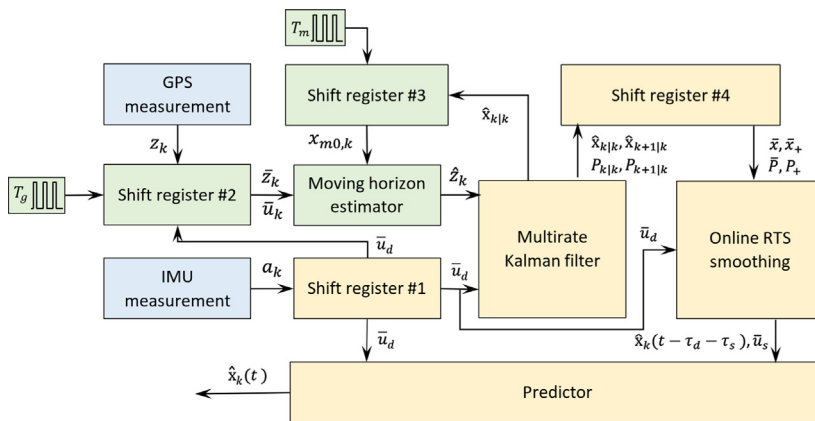 T_m
GPS
measurement
Shift register #3
Shift register #4
x̂_{k|k}
z_k
x_{m0,k}
x̂_{k|k}, x̂_{k+1|k}
P_{k|k}, P_{k+1|k}
x̄, x̄_+
P̄, P_+
T_g
Shift register #2
z̄_k
ū_k
Moving horizon
estimator
ẑ_k
Multirate
Kalman filter
ū_d
Online RTS
smoothing
ū_d
IMU
measurement
a_k
Shift register #1
ū_d
ū_d
x̂_k(t − τ_d − τ_s), ū_s
x̂_k(t)
Predictor